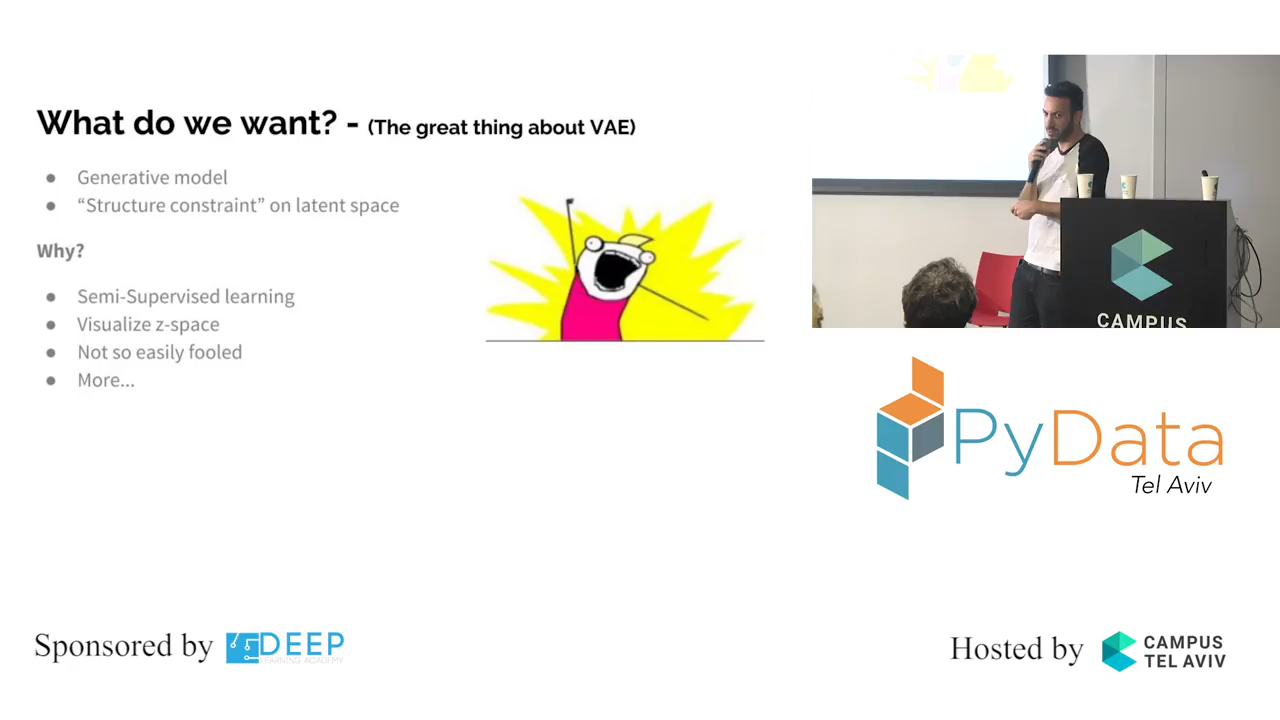 What do we want? - (The great thing about VAE)
● Generative model
● “Structure constraint” on latent space
Why?
● Semi-Supervised learning
● Visualize z-space
● Not so easily fooled
● More...
CAMPUS
PyData
Tel Aviv
Sponsored by DEEP
LEARNING ACADEMY
Hosted by CAMPUS
TEL AVIV